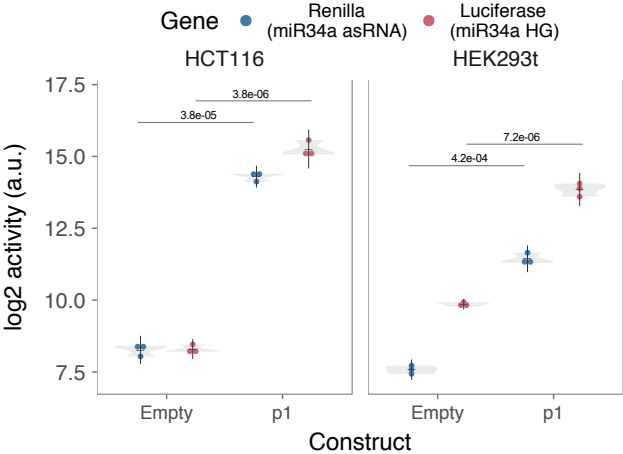 Gene
Renilla
(miR34a asRNA)
Luciferase
(miR34a HG)
HCT116
HEK293t
17.5
15.0
12.5
10.0
7.5
log2 activity (a.u.)
3.8e-06
3.8e-05
7.2e-06
4.2e-04
Empty
p1
Empty
p1
Construct